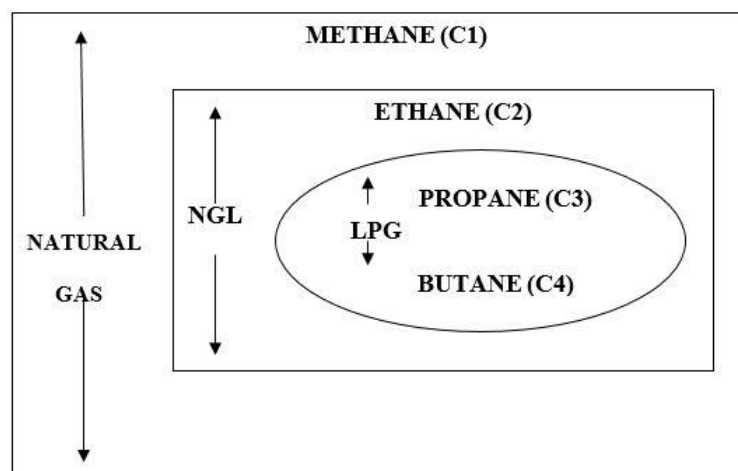 METHANE (C1)
ETHANE (C2)
PROPANE (C3)
NGL
LPG
NATURAL
GAS
BUTANE (C4)